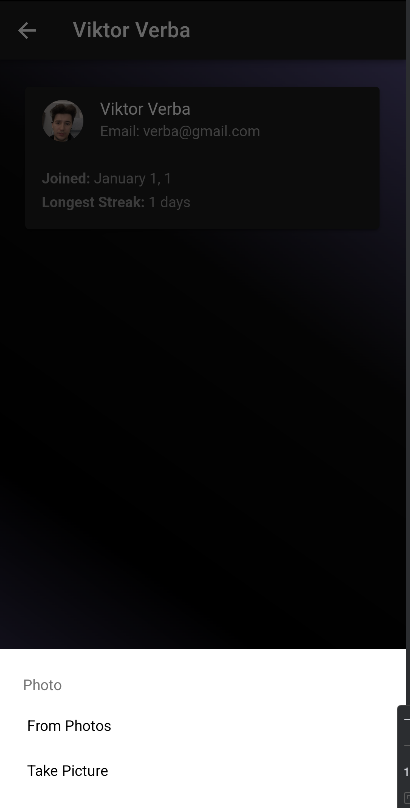 Viktor Verba
Viktor Verba
Email: verba@gmail.com
Joined: January 1, 1
Longest Streak: 1 days
Photo
From Photos
Take Picture
1